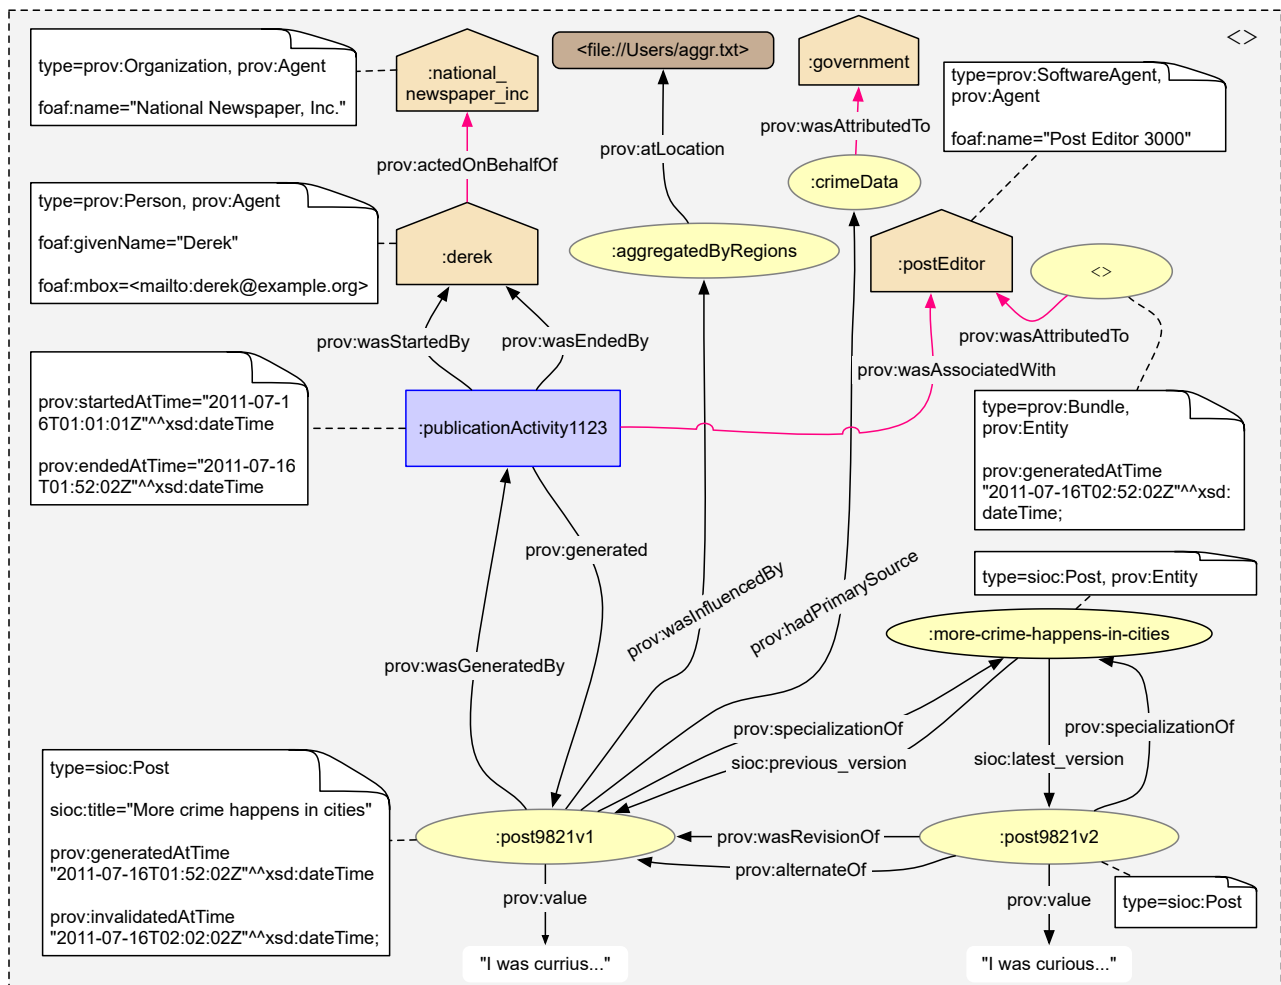 <>
type=prov:Organization, prov:Agent
foaf:name="National Newspaper, Inc."
:national_
newspaper_inc
<file://Users/aggr.txt>
:government
type=prov:SoftwareAgent,
prov:Agent
foaf:name="Post Editor 3000"
prov:wasAttributedTo
prov:actedOnBehalfOf
prov:atLocation
:crimeData
type=prov:Person, prov:Agent
foaf:givenName="Derek"
foaf:mbox=<mailto:derek@example.org>
:derek
:aggregatedByRegions
:postEditor
<>
prov:wasStartedBy
prov:wasEndedBy
prov:wasAttributedTo
prov:wasAssociatedWith
prov:startedAtTime="2011-07-1
6T01:01:01Z"^^xsd:dateTime
prov:endedAtTime="2011-07-16
T01:52:02Z"^^xsd:dateTime
:publicationActivity1123
type=prov:Bundle,
prov:Entity
prov:generatedAtTime
"2011-07-16T02:52:02Z"^^xsd:
dateTime;
prov:generated
prov:wasInfluencedBy
prov:hadPrimarySource
type=sioc:Post, prov:Entity
:more-crime-happens-in-cities
prov:wasGeneratedBy
prov:specializationOf
sioc:previous_version
prov:specializationOf
sioc:latest_version
type=sioc:Post
sioc:title="More crime happens in cities"
prov:generatedAtTime
"2011-07-16T01:52:02Z"^^xsd:dateTime
prov:invalidatedAtTime
"2011-07-16T02:02:02Z"^^xsd:dateTime;
:post9821v1
prov:wasRevisionOf
prov:alternateOf
:post9821v2
prov:value
prov:value
type=sioc:Post
"I was currius..."
"I was curious..."